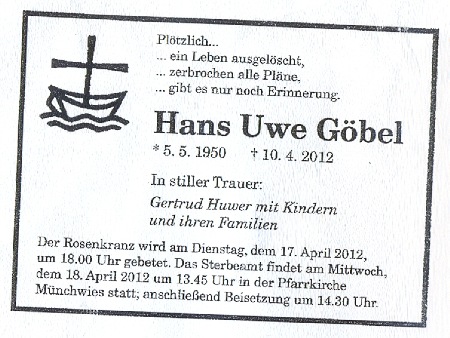 Plötzlich...
... ein Leben ausgelöscht,
... zerbrochen alle Pläne,
... gibt es nur noch Erinnerung.
Hans Uwe Göbel
* 5. 5. 1950 † 10. 4. 2012
In stiller Trauer:
Gertrud Huwer mit Kindern
und ihren Familien
Der Rosenkranz wird am Dienstag, dem 17. April 2012,
um 18.00 Uhr gebetet. Das Sterbeamt findet am Mittwoch,
dem 18. April 2012 um 13.45 Uhr in der Pfarrkirche
Münchwies statt; anschließend Beisetzung um 14.30 Uhr.